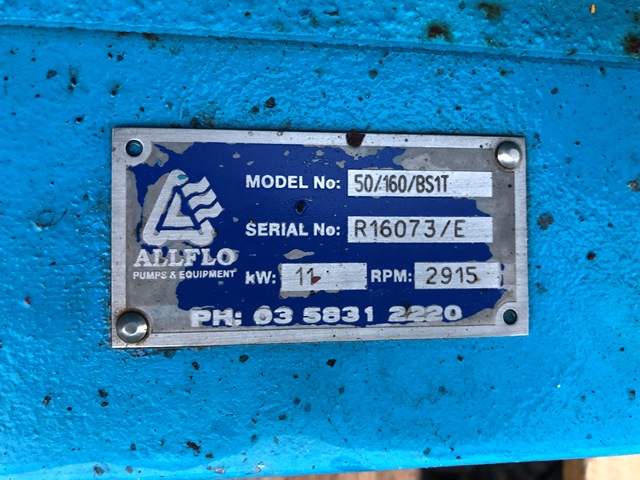 MODEL No: 50/160/BS1T
SERIAL No: R16073/E
ALLFLO
PUMPS & EQUIPMENT
kW: 11 RPM: 2915
PH: 03 5831 2220